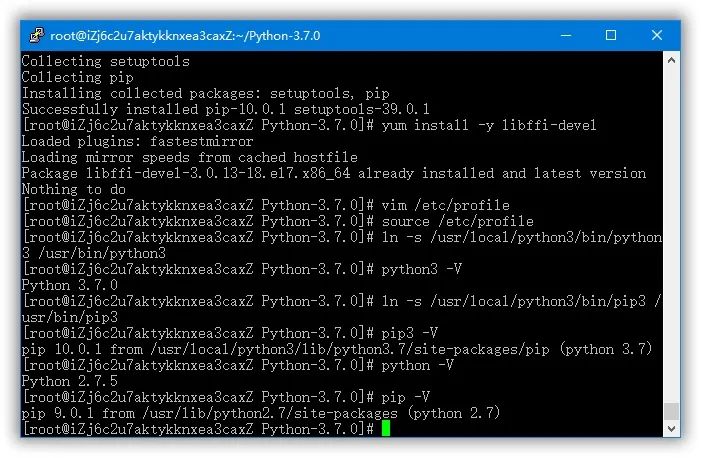 root@iZj6c2u7aktykknxea3caxZ:~/Python-3.7.0
Collecting setuptools
Collecting pip
Installing collected packages: setuptools, pip
Successfully installed pip-10.0.1 setuptools-39.0.1
[root@iZj6c2u7aktykknxea3caxZ Python-3.7.0]# yum install -y libffi-devel
Loaded plugins: fastestmirror
Loading mirror speeds from cached hostfile
Package libffi-devel-3.0.13-18.el7.x86_64 already installed and latest version
Nothing to do
[root@iZj6c2u7aktykknxea3caxZ Python-3.7.0]# vim /etc/profile
[root@iZj6c2u7aktykknxea3caxZ Python-3.7.0]# source /etc/profile
[root@iZj6c2u7aktykknxea3caxZ Python-3.7.0]# ln -s /usr/local/python3/bin/python
3 /usr/bin/python3
[root@iZj6c2u7aktykknxea3caxZ Python-3.7.0]# python3 -V
Python 3.7.0
[root@iZj6c2u7aktykknxea3caxZ Python-3.7.0]# ln -s /usr/local/python3/bin/pip3 /
usr/bin/pip3
[root@iZj6c2u7aktykknxea3caxZ Python-3.7.0]# pip3 -V
pip 10.0.1 from /usr/local/python3/lib/python3.7/site-packages/pip (python 3.7)
[root@iZj6c2u7aktykknxea3caxZ Python-3.7.0]# python -V
Python 2.7.5
[root@iZj6c2u7aktykknxea3caxZ Python-3.7.0]# pip -V
pip 9.0.1 from /usr/lib/python2.7/site-packages (python 2.7)
[root@iZj6c2u7aktykknxea3caxZ Python-3.7.0]#